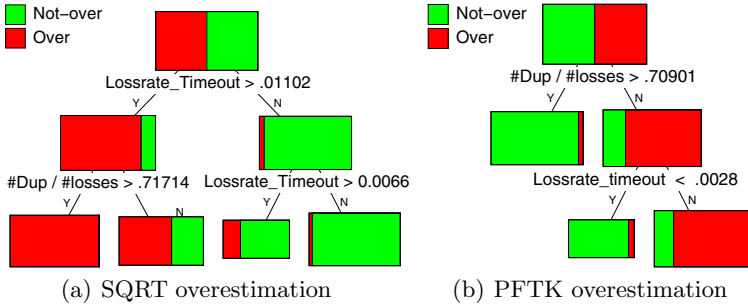 Not-over
Over
Lossrate_Timeout > .01102
Y
N
#Dup / #losses > .71714
Lossrate_Timeout > 0.0066
Y
N
Y
N
(a) SQRT overestimation
Not-over
Over
#Dup / #losses > .70901
Y
N
Lossrate_timeout < .0028
Y
N
(b) PFTK overestimation